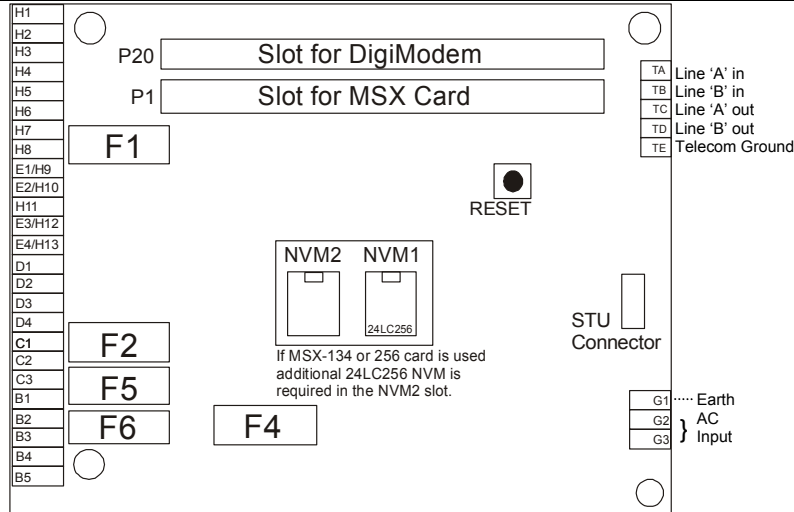 H1
H2
H3
H4
H5
H6
H7
H8
E1/H9
E2/H10
H11
E3/H12
E4/H13
D1
D2
D3
D4
C1
C2
C3
B1
B2
B3
B4
B5
P20 Slot for DigiModem
P1 Slot for MSX Card
F1
RESET
NVM2 NVM1
24LC256
If MSX-134 or 256 card is used
additional 24LC256 NVM is
required in the NVM2 slot.
F2
F5
F6
F4
TA Line ‘A’ in
TB Line ‘B’ in
TC Line ‘A’ out
TD Line ‘B’ out
TE Telecom Ground
STU
Connector
G1 ····· Earth
G2 } AC
G3 Input